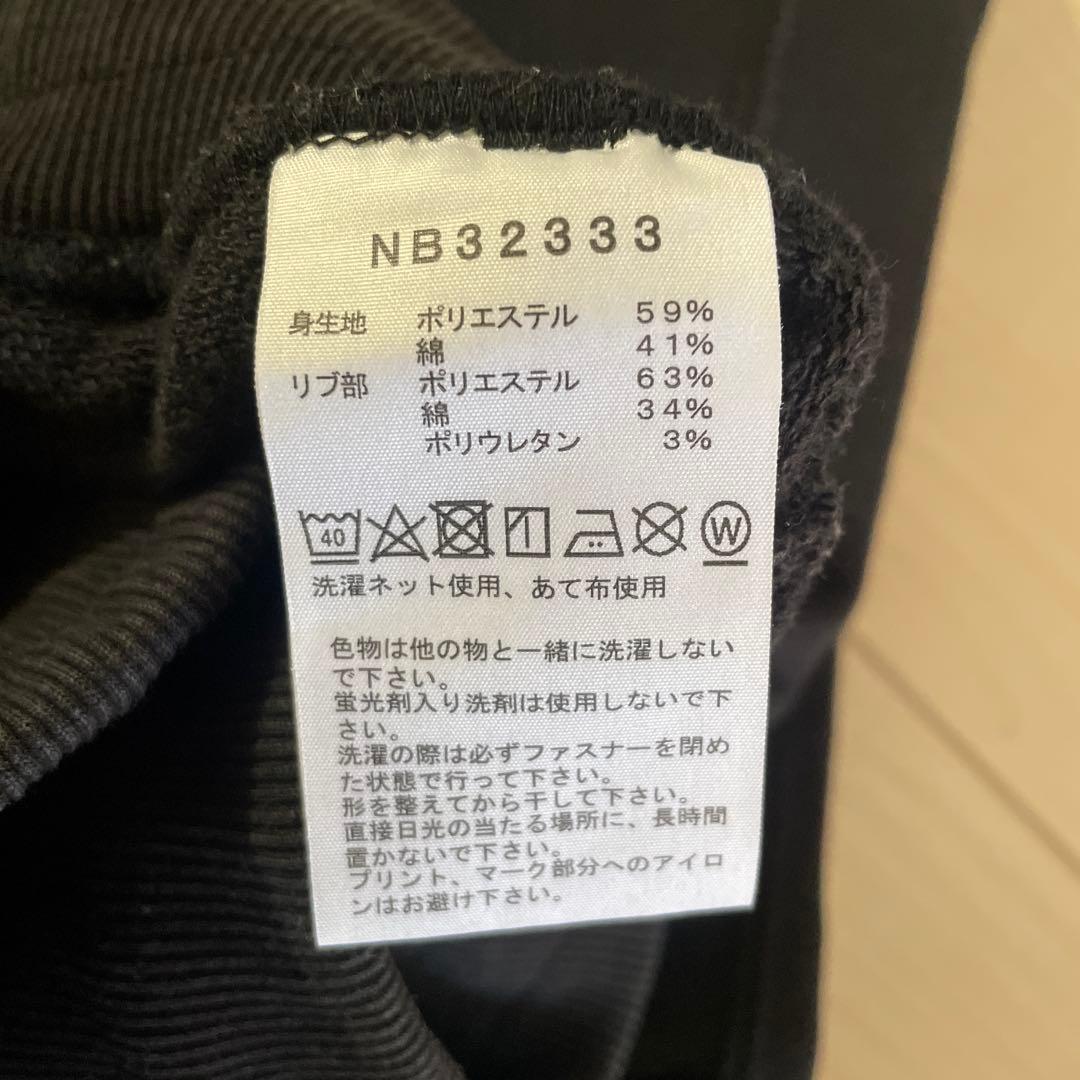 NB32333
身生地 ポリエステル 59%
綿 41%
リブ部 ポリエステル 63%
綿 34%
ポリウレタン 3%
40 W
洗濯ネット使用、あて布使用
色物は他の物と一緒に洗濯しない
で下さい。
蛍光剤入り洗剤は使用しないで下
さい。
洗濯の際は必ずファスナーを閉め
た状態で行って下さい。
形を整えてから干して下さい。
直接日光の当たる場所に、長時間
置かないで下さい。
プリント、マーク部分へのアイロ
ンはお避け下さい。